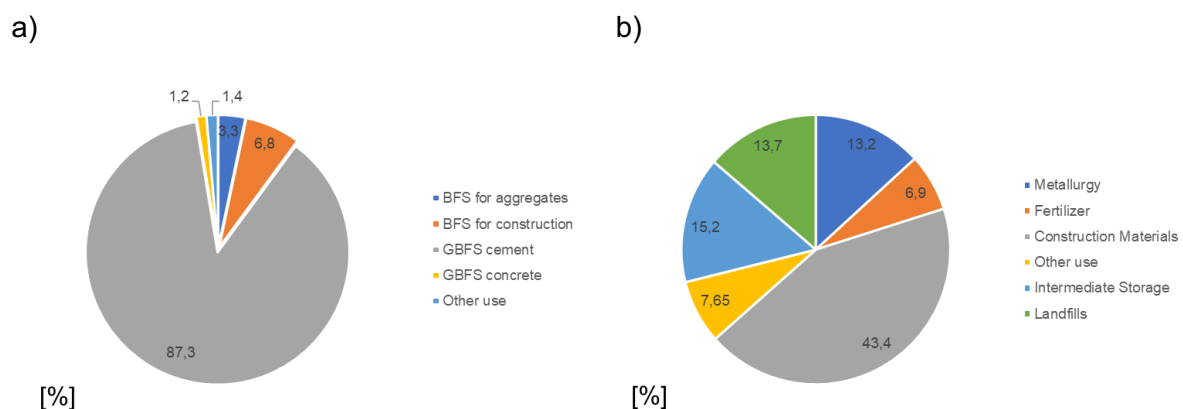 a)
1,2
1,4
3,3
6,8
87,3
BFS for aggregates
BFS for construction
GBFS cement
GBFS concrete
Other use
[%]
b)
13,7
13,2
6,9
15,2
7,65
43,4
Metallurgy
Fertilizer
Construction Materials
Other use
Intermediate Storage
Landfills
[%]